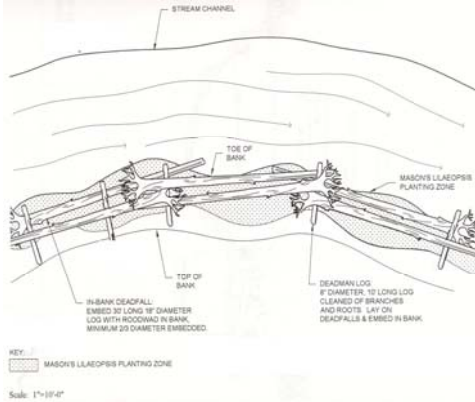 STREAM CHANNEL
TOE OF
BANK
MASON'S LILAEOPSIS
PLANTING ZONE
TOP OF
BANK
IN-BANK DEADFALL:
EMBED 30' LONG 18" DIAMETER
LOG WITH ROODWAD IN BANK,
MINIMUM 2/3 DIAMETER EMBEDDED.
DEADMAN LOG
8" DIAMETER, 10' LONG LOG
CLEANED OF BRANCHES
AND ROOTS LAY ON
DEADFALLS & EMBED IN-BANK.
KEY:
MASON'S LILAEOPSIS PLANTING ZONE
Scale: 1"=10'-0"